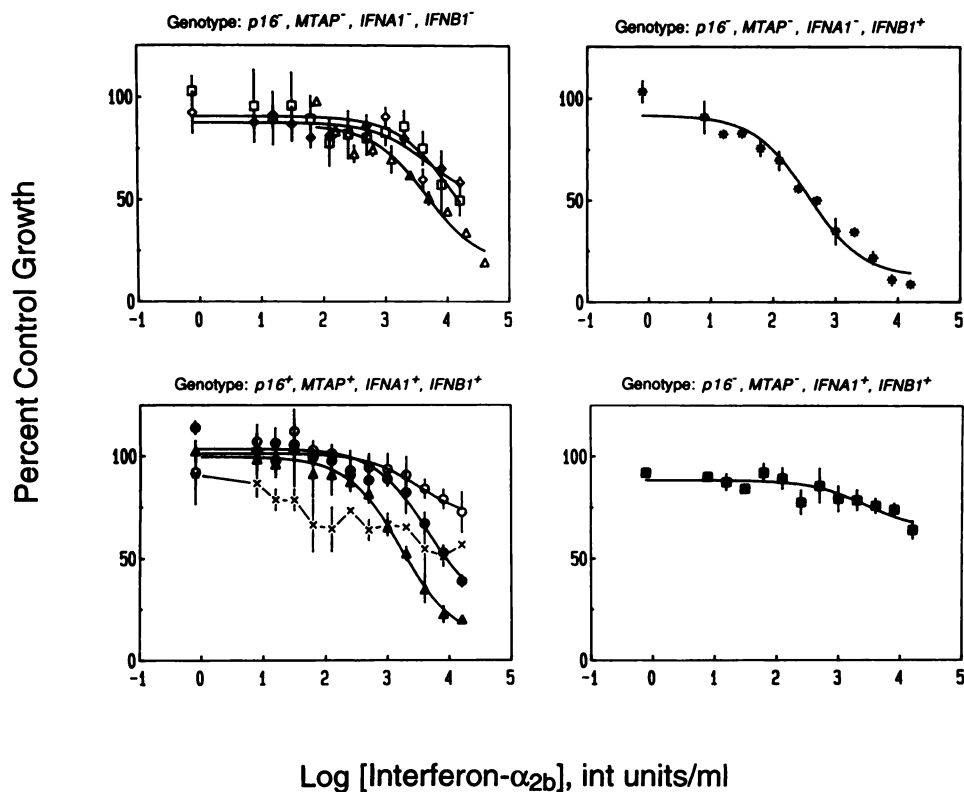 Genotype: p16⁻, MTAP⁻, IFNA1⁻, IFNB1⁻
Genotype: p16⁻, MTAP⁻, IFNA1⁻, IFNB1⁺
100
50
0
-1 0 1 2 3 4 5
100
50
0
-1 0 1 2 3 4 5
Percent Control Growth
Genotype: p16⁺, MTAP⁺, IFNA1⁺, IFNB1⁺
Genotype: p16⁻, MTAP⁻, IFNA1⁺, IFNB1⁺
100
50
0
-1 0 1 2 3 4 5
100
50
0
-1 0 1 2 3 4 5
Log [Interferon-α2b], int units/ml